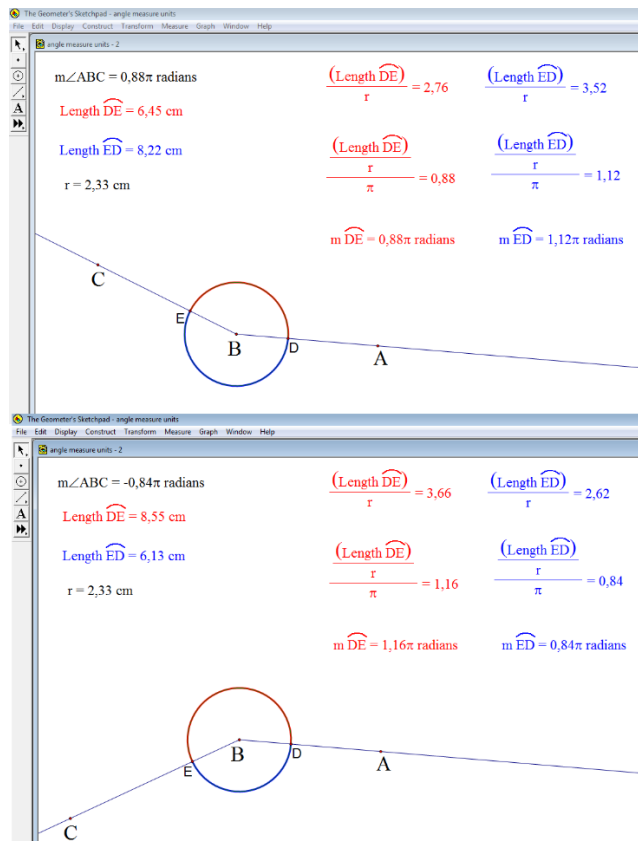 The Geometer's Sketchpad - angle measure units
File Edit Display Construct Transform Measure Graph Window Help
angle measure units - 2
m∠ABC = 0,88π radians
Length DE = 6,45 cm
Length ED = 8,22 cm
r = 2,33 cm
(Length DE)
r
= 2,76
(Length ED)
r
= 3,52
(Length DE)
r
π
= 0,88
(Length ED)
r
π
= 1,12
m DE = 0,88π radians
m ED = 1,12π radians
C
E
B
D
A
A
The Geometer's Sketchpad - angle measure units
File Edit Display Construct Transform Measure Graph Window Help
angle measure units - 2
m∠ABC = -0,84π radians
Length DE = 8,55 cm
Length ED = 6,13 cm
r = 2,33 cm
(Length DE)
r
= 3,66
(Length ED)
r
= 2,62
(Length DE)
r
π
= 1,16
(Length ED)
r
π
= 0,84
m DE = 1,16π radians
m ED = 0,84π radians
A
B
D
A
E
C